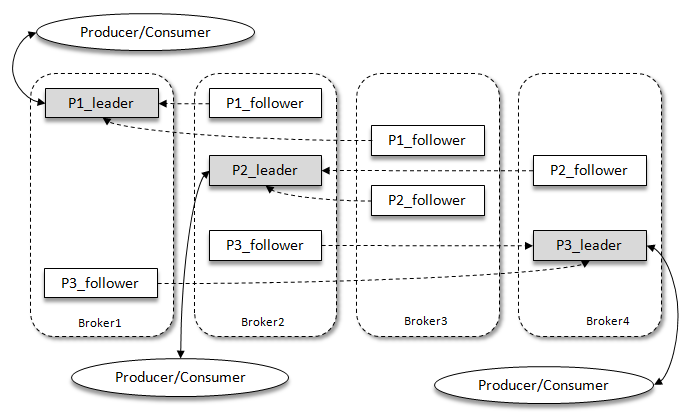 Producer/Consumer
P1_leader
P1_follower
P1_follower
P2_leader
P2_follower
P2_follower
P3_follower
P3_leader
P3_follower
Broker1
Broker2
Broker3
Broker4
Producer/Consumer
Producer/Consumer